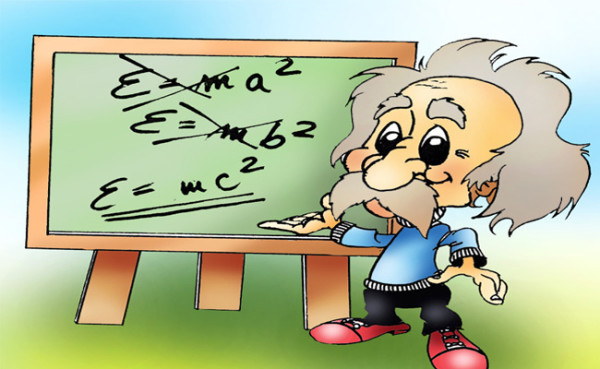 E = ma²
E = mb²
E = mc²